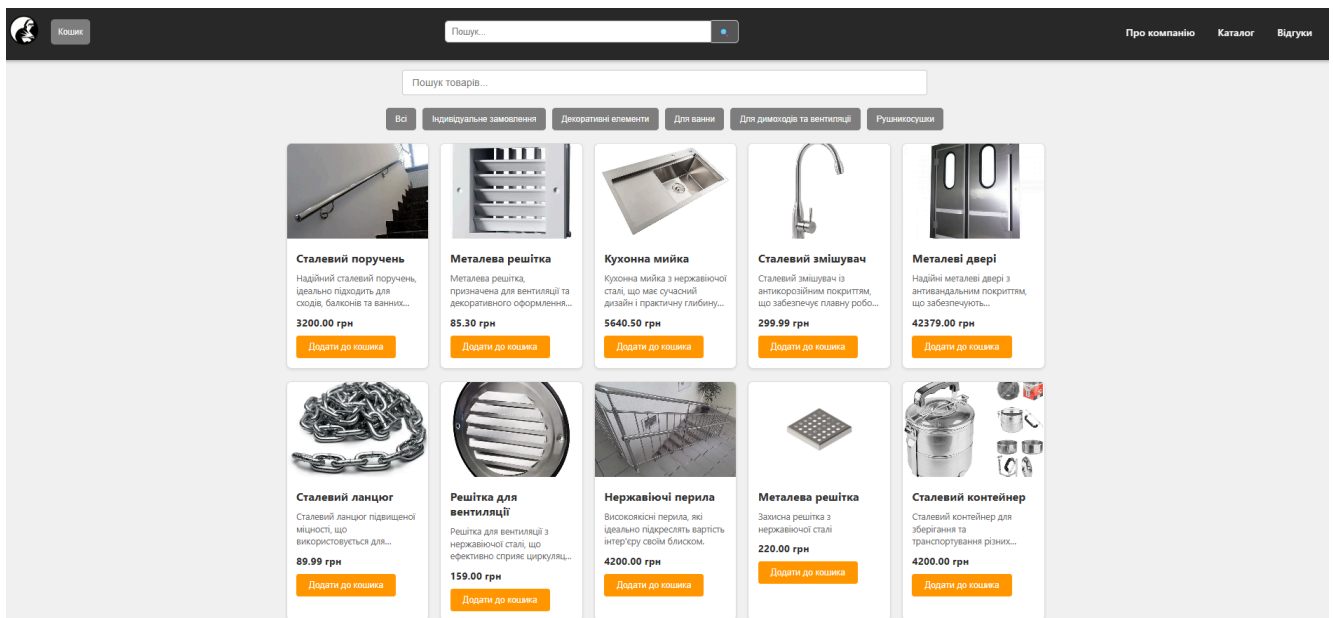 Кошик
Пошук...
Про компанію
Каталог
Відгуки
Пошук товарів...
Всі
Індивідуальне замовлення
Декоративні елементи
Для ванни
Для димоходів та вентиляції
Рушникосушки
Сталевий поручень
Надійний сталевий поручень,
ідеально підходить для
сходів, балконів та ванних...
3200.00 грн
Додати до кошика
Металева решітка
Металева решітка,
призначена для вентиляції та
декоративного оформлення...
85.30 грн
Додати до кошика
Кухонна мийка
Кухонна мийка з нержавіючої
сталі, що має сучасний
дизайн і практичну глибину...
5640.50 грн
Додати до кошика
Сталевий змішувач
Сталевий змішувач із
антикорозійним покриттям,
що забезпечує плавну робо...
299.99 грн
Додати до кошика
Металеві двері
Надійні металеві двері з
антивандальним покриттям,
що забезпечують...
42379.00 грн
Додати до кошика
Сталевий ланцюг
Сталевий ланцюг підвищеної
міцності, що
використовується для...
89.99 грн
Додати до кошика
Решітка для
вентиляції
Решітка для вентиляції з
нержавіючої сталі, що
ефективно сприяє циркуляц...
159.00 грн
Додати до кошика
Нержавіючі перила
Високоякісні перила, які
ідеально підкреслять вартість
інтер'єру своїм блиском.
4200.00 грн
Додати до кошика
Металева решітка
Захисна решітка з
нержавіючої сталі
220.00 грн
Додати до кошика
Сталевий контейнер
Сталевий контейнер для
зберігання та
транспортування різних...
4200.00 грн
Додати до кошика